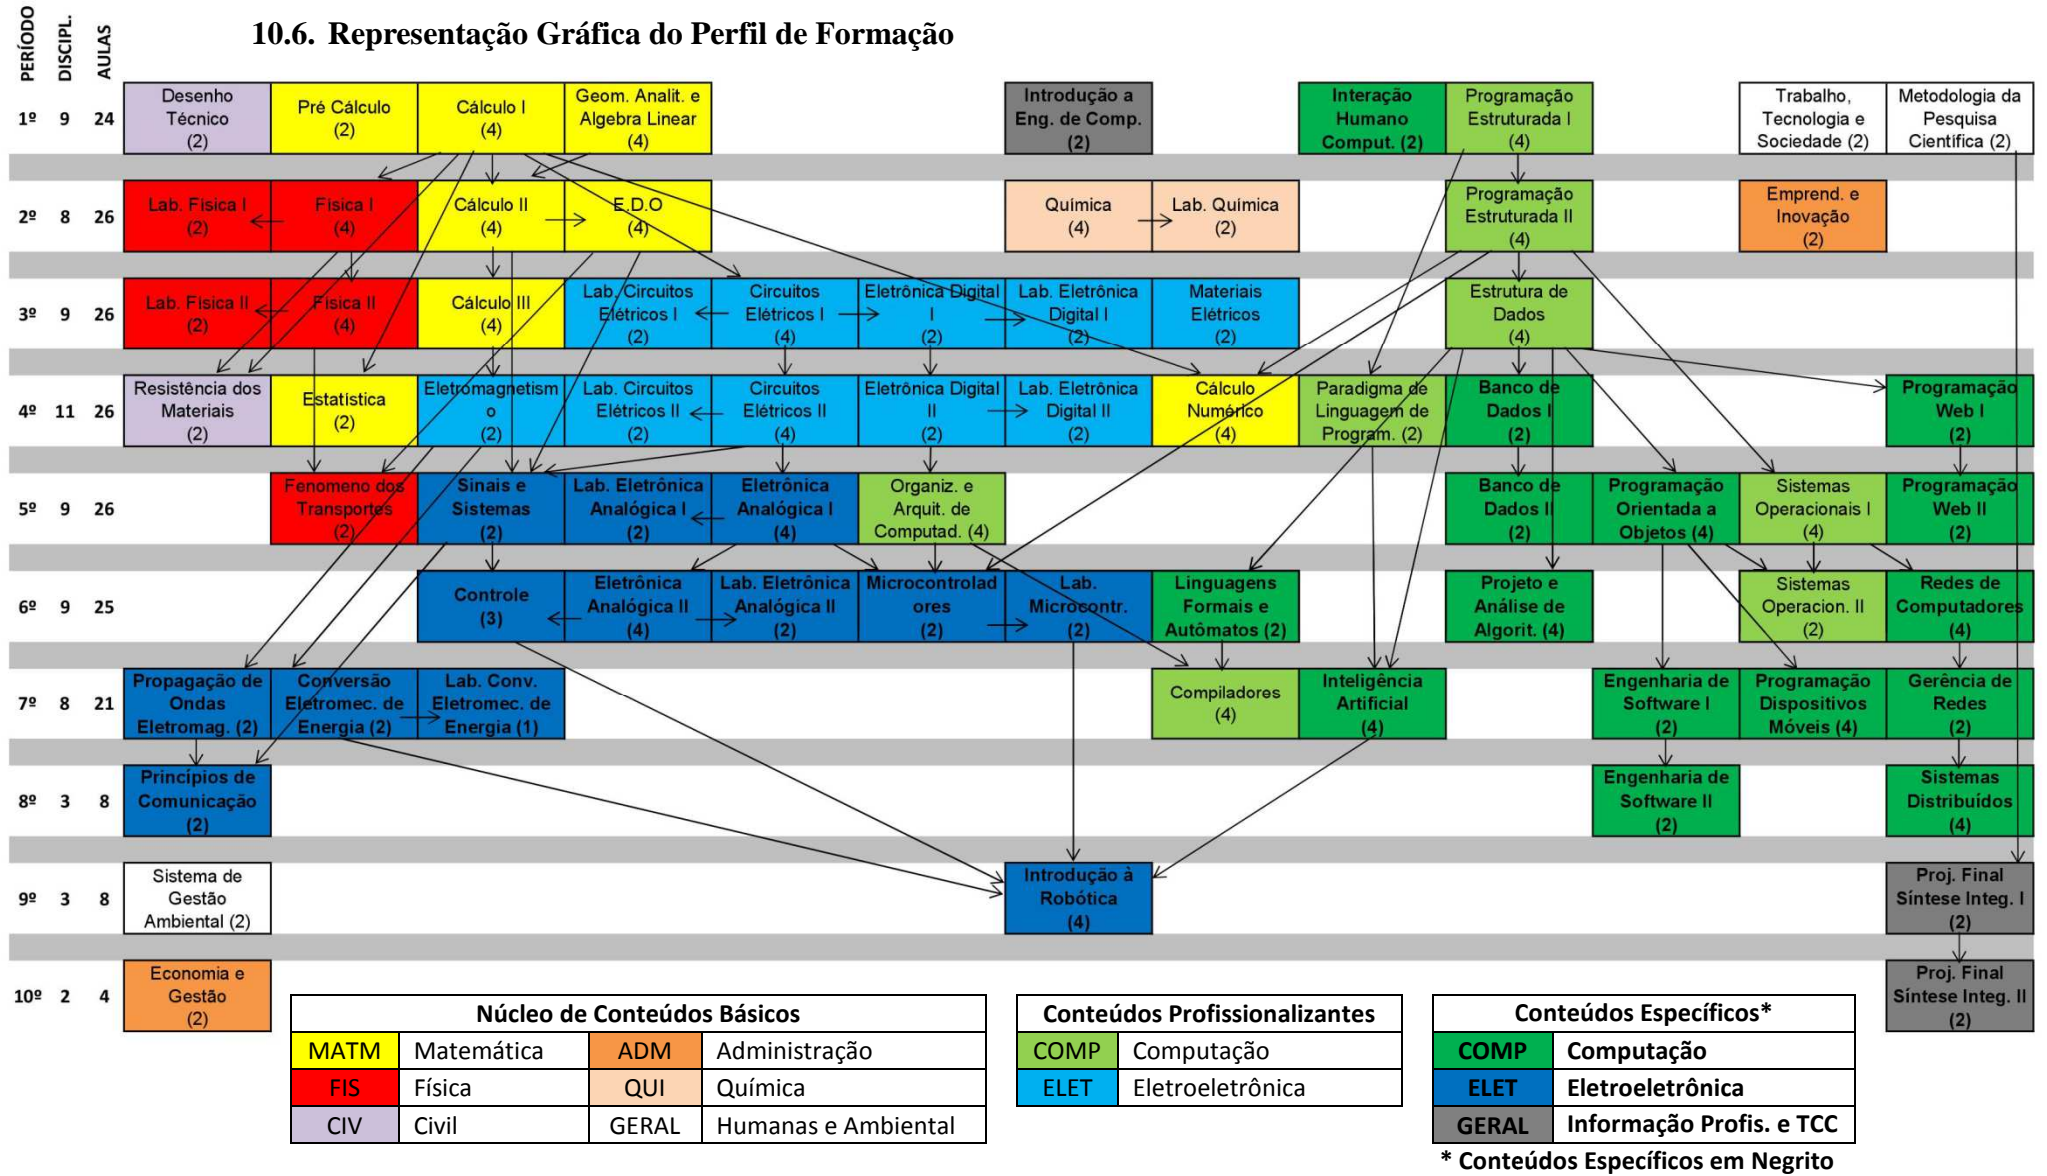 10.6. Representação Gráfica do Perfil de Formação
PERÍODO
DISCIPL.
AULAS
1º 9 24
Desenho
Técnico
(2)
Pré Cálculo
(2)
Cálculo I
(4)
Geom. Analit. e
Algebra Linear
(4)
Introdução a
Eng. de Comp.
(2)
Interação
Humano
Comput. (2)
Programação
Estruturada I
(4)
Trabalho,
Tecnologia e
Sociedade (2)
Metodologia da
Pesquisa
Científica (2)
2º 8 26
Lab. Física I
(2)
Física I
(4)
Cálculo II
(4)
E.D.O
(4)
Química
(4)
Lab. Química
(2)
Programação
Estruturada II
(4)
Emprend. e
Inovação
(2)
3º 9 26
Lab. Física II
(2)
Física II
(4)
Cálculo III
(4)
Lab. Circuitos
Elétricos I
(2)
Circuitos
Elétricos I
(4)
Eletrônica Digital
I
(2)
Lab. Eletrônica
Digital I
(2)
Materiais
Elétricos
(2)
Estrutura de
Dados
(4)
4º 11 26
Resistência dos
Materiais
(2)
Estatística
(2)
Eletromagnetism
o
(2)
Lab. Circuitos
Elétricos II
(2)
Circuitos
Elétricos II
(4)
Eletrônica Digital
II
(2)
Lab. Eletrônica
Digital II
(2)
Cálculo
Numérico
(4)
Paradigma de
Linguagem de
Program. (2)
Banco de
Dados I
(2)
Programação
Web I
(2)
5º 9 26
Fenomeno dos
Transportes
(2)
Sinais e
Sistemas
(2)
Lab. Eletrônica
Analógica I
(2)
Eletrônica
Analógica I
(4)
Organiz. e
Arquit. de
Computad. (4)
Banco de
Dados II
(2)
Programação
Orientada a
Objetos (4)
Sistemas
Operacionais I
(4)
Programação
Web II
(2)
6º 9 25
Controle
(3)
Eletrônica
Analógica II
(4)
Lab. Eletrônica
Analógica II
(2)
Microcontrolad
ores
(2)
Lab.
Microcontr.
(2)
Linguagens
Formais e
Autômatos (2)
Projeto e
Análise de
Algorit. (4)
Sistemas
Operacion. II
(2)
Redes de
Computadores
(4)
7º 8 21
Propagação de
Ondas
Eletromag. (2)
Conversão
Eletromec. de
Energia (2)
Lab. Conv.
Eletromec. de
Energia (1)
Compiladores
(4)
Inteligência
Artificial
(4)
Engenharia de
Software I
(2)
Programação
Dispositivos
Móveis (4)
Gerência de
Redes
(2)
8º 3 8
Princípios de
Comunicação
(2)
Engenharia de
Software II
(2)
Sistemas
Distribuídos
(4)
9º 3 8
Sistema de
Gestão
Ambiental (2)
Introdução à
Robótica
(4)
Proj. Final
Síntese Integ. I
(2)
10º 2 4
Economia e
Gestão
(2)
Proj. Final
Síntese Integ. II
(2)
Núcleo de Conteúdos Básicos
MATM Matemática ADM Administração
FIS Física QUI Química
CIV Civil GERAL Humanas e Ambiental
Conteúdos Profissionalizantes
COMP Computação
ELET Eletroeletrônica
Conteúdos Específicos*
COMP Computação
ELET Eletroeletrônica
GERAL Informação Profis. e TCC
* Conteúdos Específicos em Negrito